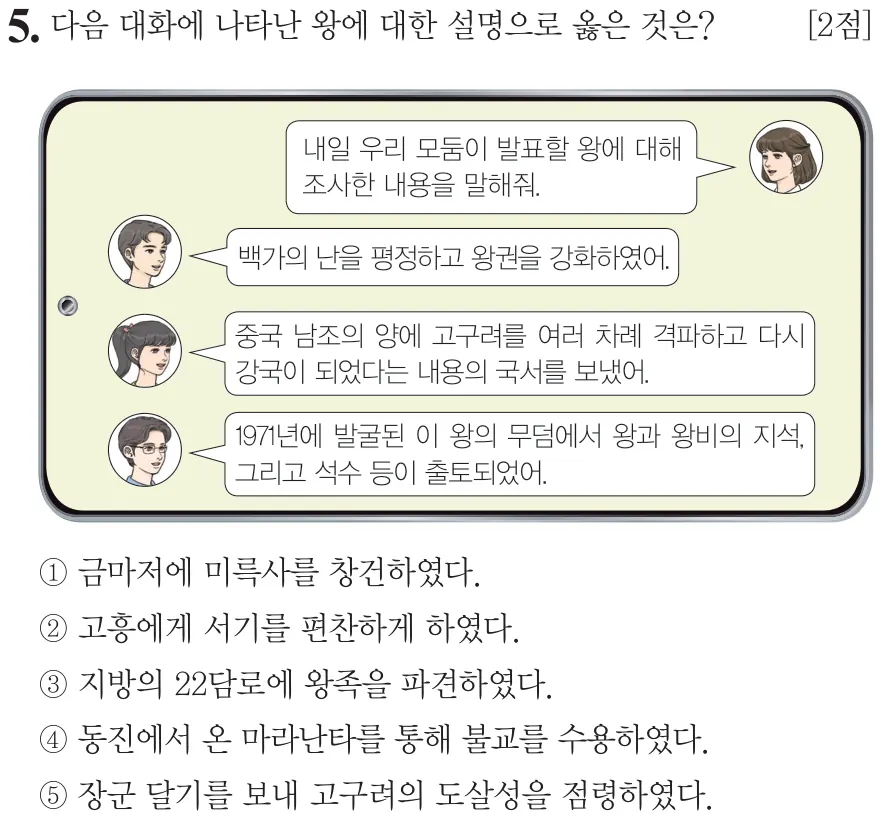 5. 다음 대화에 나타난 왕에 대한 설명으로 옳은 것은? [2점]
내일 우리 모둠이 발표할 왕에 대해
조사한 내용을 말해줘.
백가의 난을 평정하고 왕권을 강화하였어.
중국 남조의 양에 고구려를 여러 차례 격파하고 다시
강국이 되었다는 내용의 국서를 보냈어.
1971년에 발굴된 이 왕의 무덤에서 왕과 왕비의 지석,
그리고 석수 등이 출토되었어.
① 금마저에 미륵사를 창건하였다.
② 고흥에게 서기를 편찬하게 하였다.
③ 지방의 22담로에 왕족을 파견하였다.
④ 동진에서 온 마라난타를 통해 불교를 수용하였다.
⑤ 장군 달기를 보내 고구려의 도살성을 점령하였다.